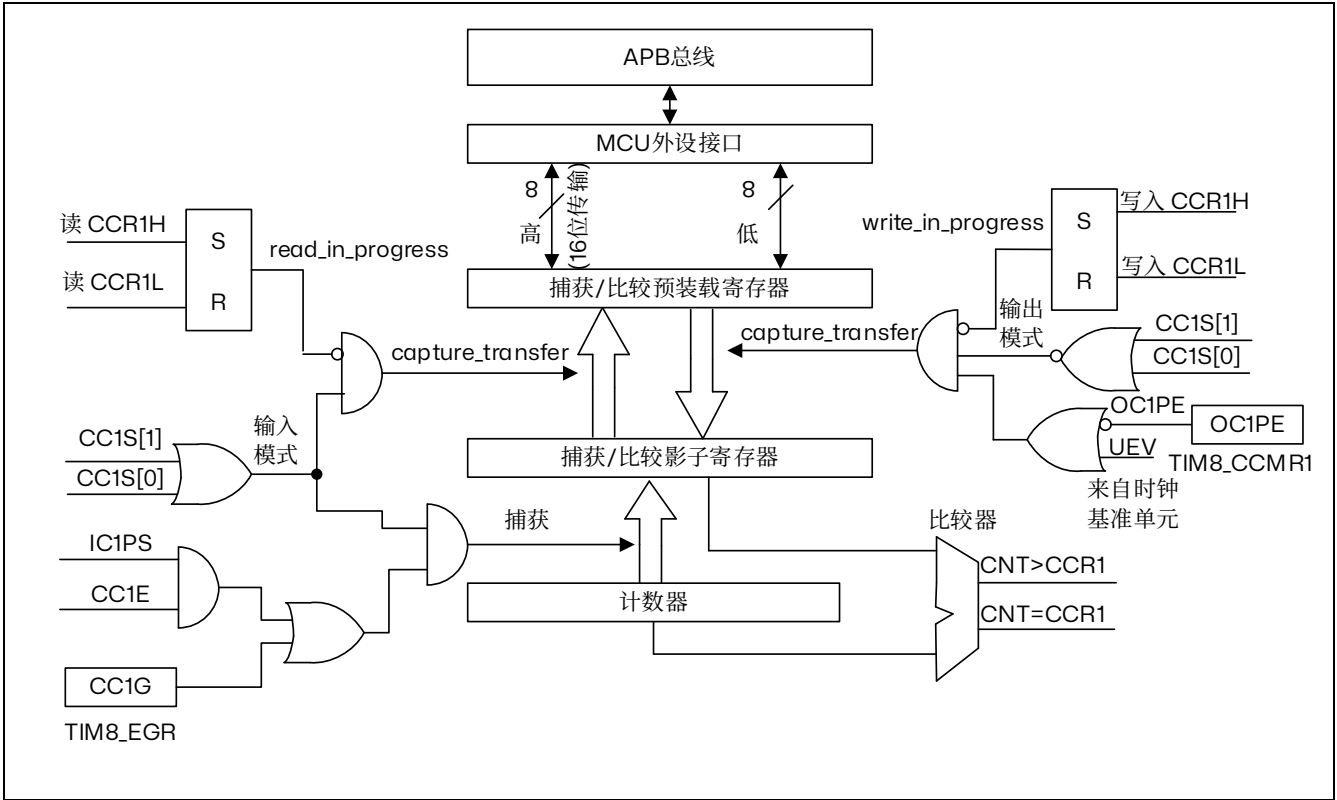 APB总线
MCU外设接口
8
高
(16位传输)
8
低
读 CCR1H
读 CCR1L
S
R
read_in_progress
write_in_progress
S
R
写入 CCR1H
写入 CCR1L
捕获/比较预装载寄存器
capture_transfer
capture_transfer
输出
模式
CC1S[1]
CC1S[0]
CC1S[1]
CC1S[0]
输入
模式
捕获/比较影子寄存器
OC1PE
UEV
OC1PE
TIM8_CCMR1
来自时钟
基准单元
IC1PS
CC1E
捕获
比较器
计数器
CNT>CCR1
CNT=CCR1
CC1G
TIM8_EGR